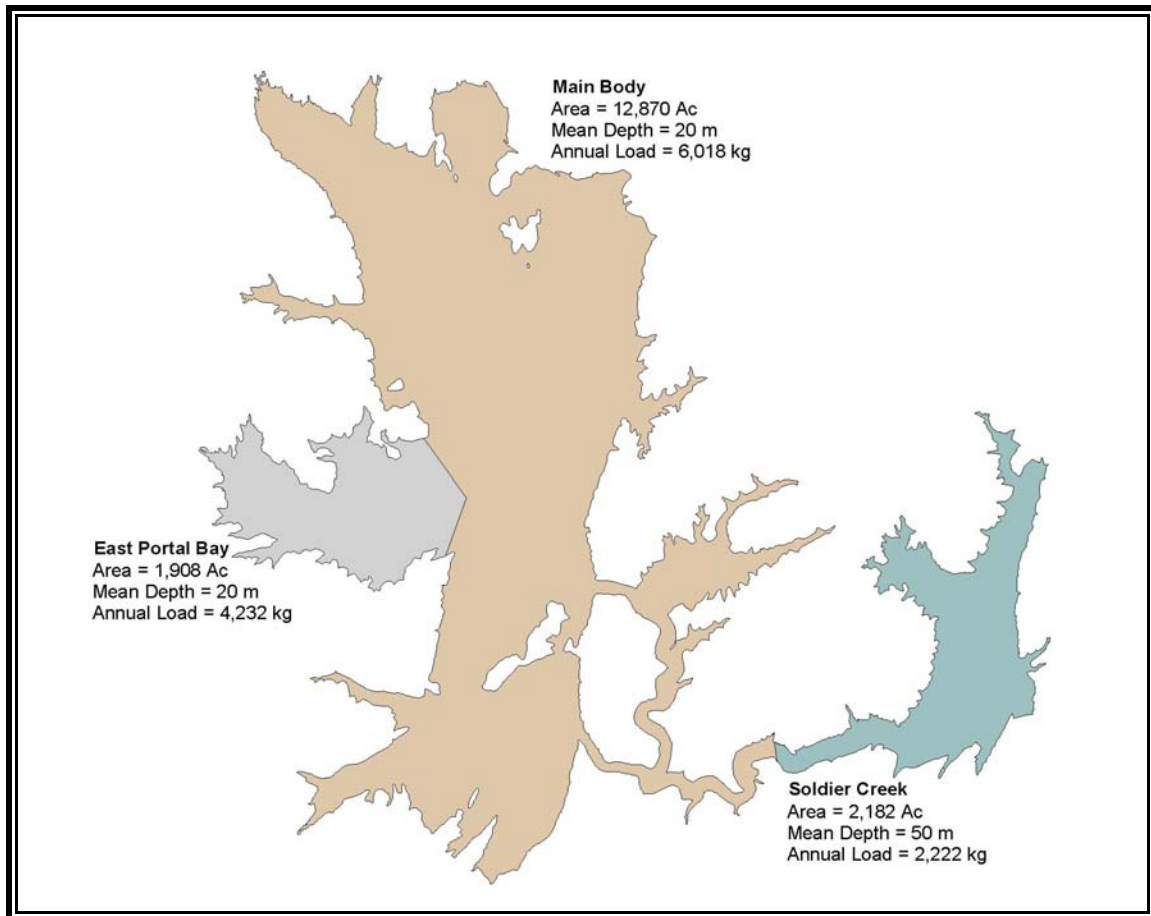 Main Body
Area = 12,870 Ac
Mean Depth = 20 m
Annual Load = 6,018 kg
East Portal Bay
Area = 1,908 Ac
Mean Depth = 20 m
Annual Load = 4,232 kg
Soldier Creek
Area = 2,182 Ac
Mean Depth = 50 m
Annual Load = 2,222 kg